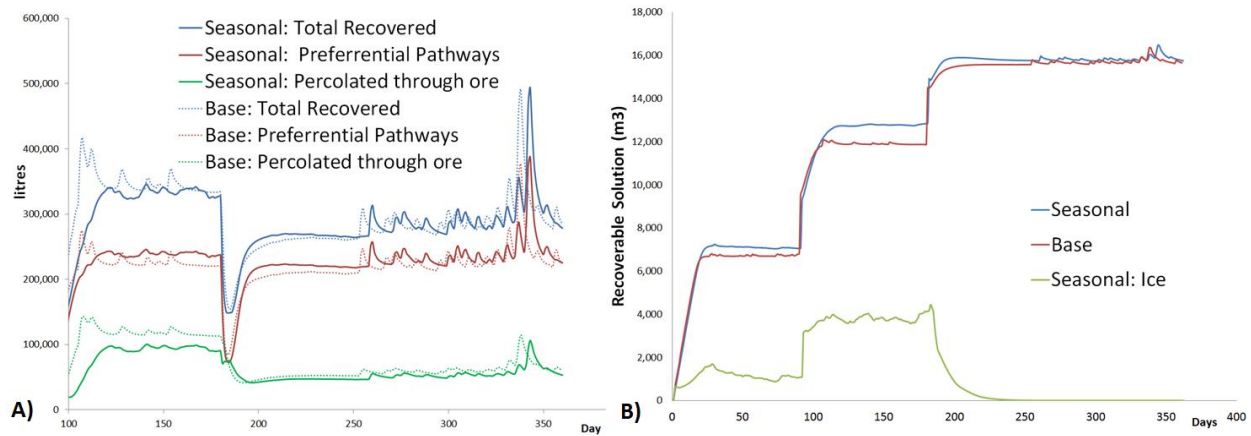 600,000
500,000
400,000
300,000
200,000
100,000
0
litres
Seasonal: Total Recovered
Seasonal: Preferrential Pathways
Seasonal: Percolated through ore
Base: Total Recovered
Base: Preferrential Pathways
Base: Percolated through ore
100
150
200
250
300
350
Day
A)
18,000
16,000
14,000
12,000
10,000
8,000
6,000
4,000
2,000
0
Recoverable Solution (m3)
Seasonal
Base
Seasonal: Ice
0
50
100
150
200
250
300
350
400
Days
B)